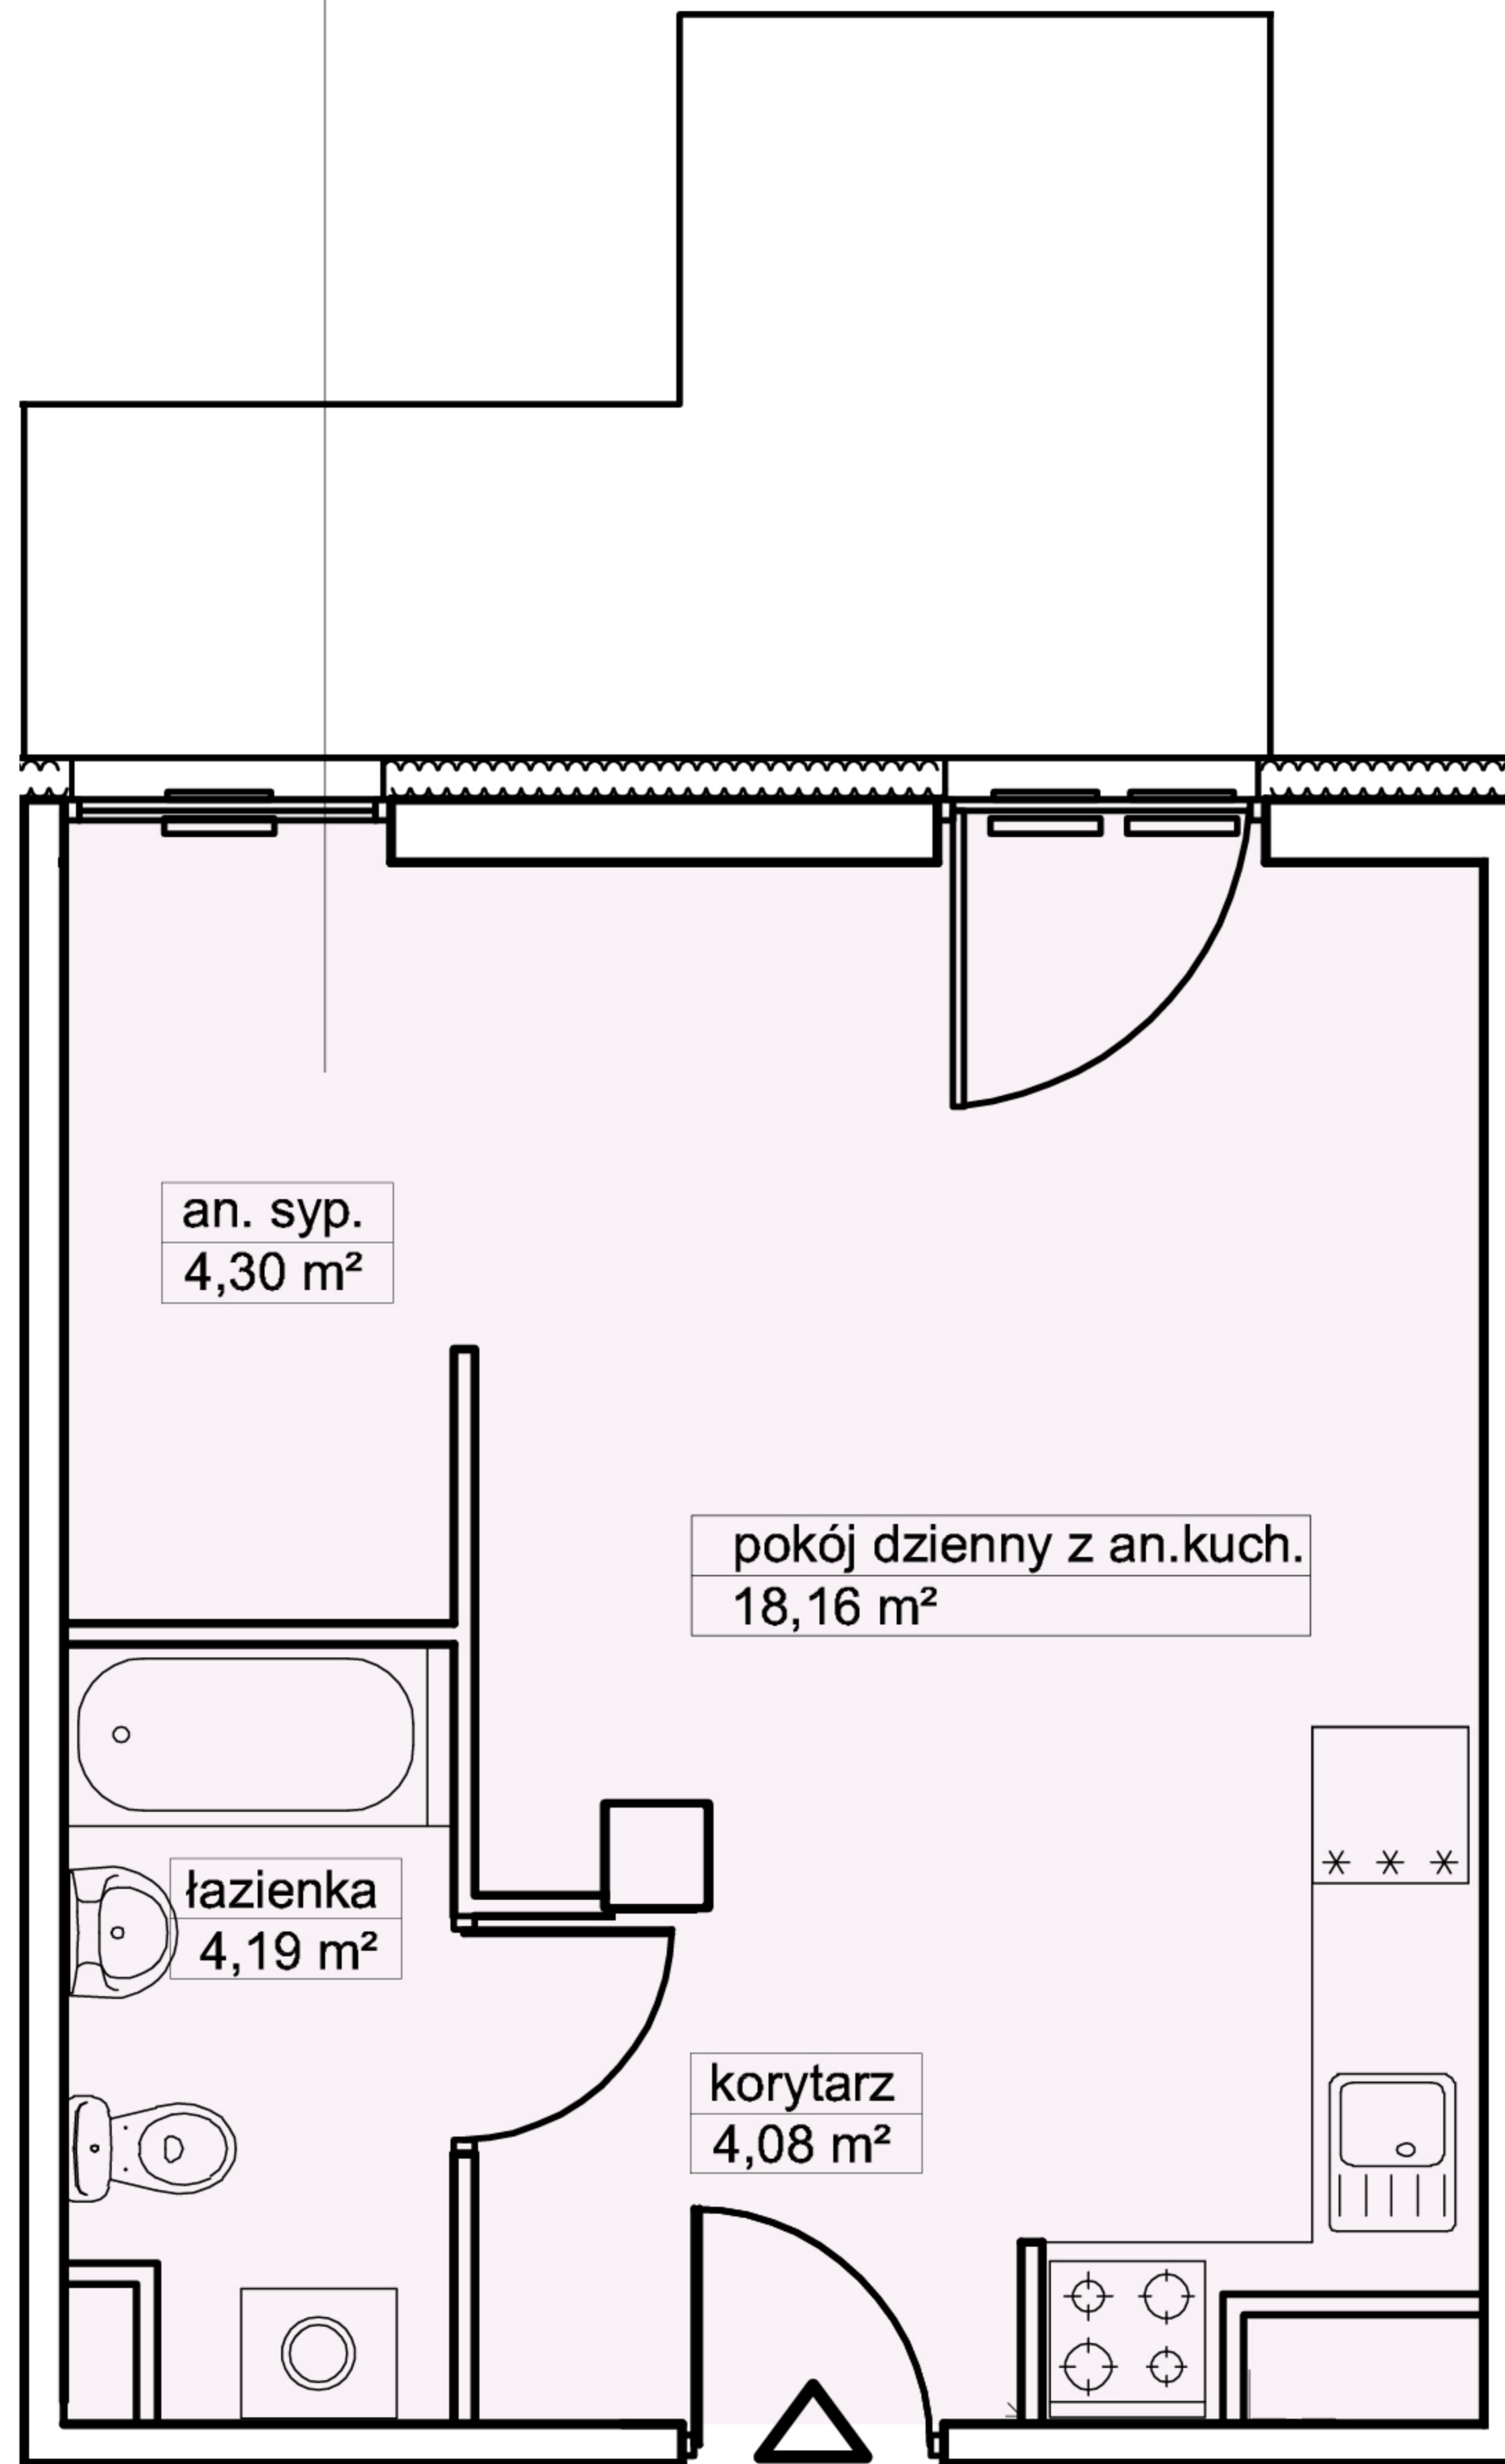 an. syp.
4,30 m²
pokój dzienny z an.kuch.
18,16 m²
łazienka
4,19 m²
korytarz
4,08 m²